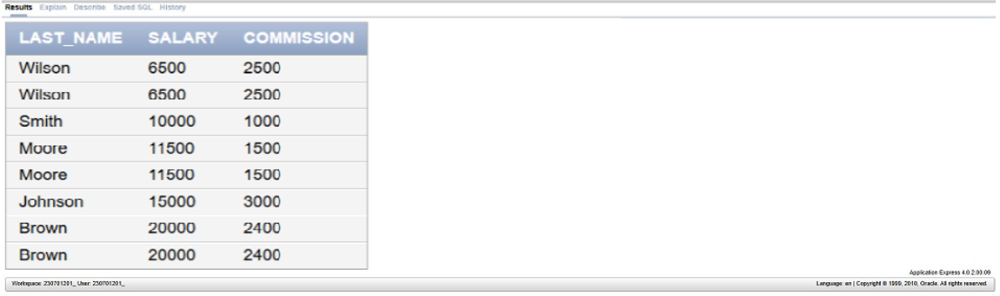 Results Explain Describe Saved SQL History
LAST_NAME SALARY COMMISSION
Wilson 6500 2500
Wilson 6500 2500
Smith 10000 1000
Moore 11500 1500
Moore 11500 1500
Johnson 15000 3000
Brown 20000 2400
Brown 20000 2400
Application Express 4.0.2.00.09
Workspace: 230701201_ User: 230701201_
Language: en | Copyright © 1999, 2010, Oracle. All rights reserved.